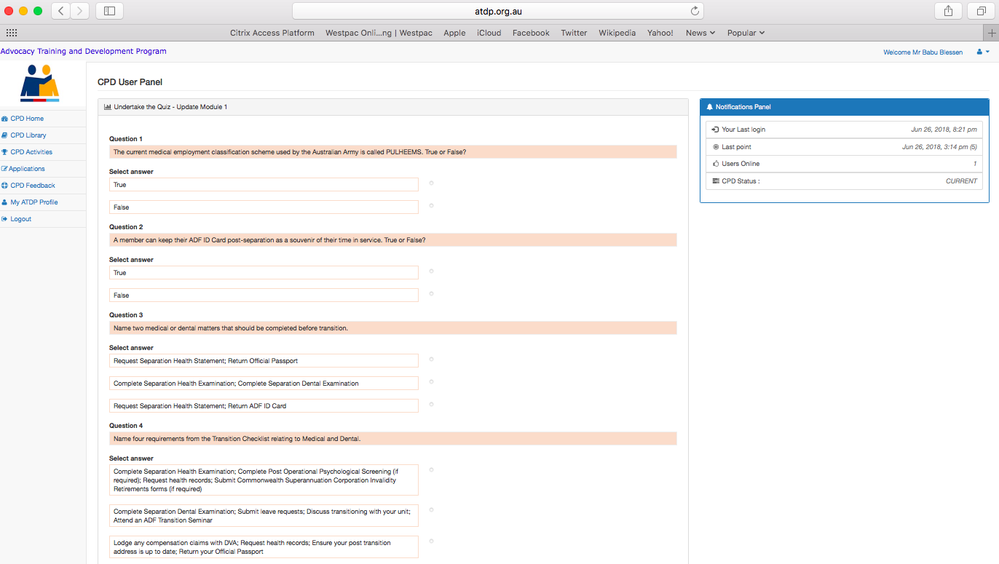 atdp.org.au
Citrix Access Platform Westpac Onli...ng | Westpac Apple iCloud Facebook Twitter Wikipedia Yahoo! News Popular
Advocacy Training and Development Program
Welcome Mr Babu Blessen
CPD Home
CPD Library
CPD Activities
Applications
CPD Feedback
My ATDP Profile
Logout
CPD User Panel
Undertake the Quiz - Update Module 1
Question 1
The current medical employment classification scheme used by the Australian Army is called PULHEEMS. True or False?
Select answer
True
False
Question 2
A member can keep their ADF ID Card post-separation as a souvenir of their time in service. True or False?
Select answer
True
False
Question 3
Name two medical or dental matters that should be completed before transition.
Select answer
Request Separation Health Statement; Return Official Passport
Complete Separation Health Examination; Complete Separation Dental Examination
Request Separation Health Statement; Return ADF ID Card
Question 4
Name four requirements from the Transition Checklist relating to Medical and Dental.
Select answer
Complete Separation Health Examination; Complete Post Operational Psychological Screening (if
required); Request health records; Submit Commonwealth Superannuation Corporation Invalidity
Retirements forms (if required)
Complete Separation Dental Examination; Submit leave requests; Discuss transitioning with your unit;
Attend an ADF Transition Seminar
Lodge any compensation claims with DVA; Request health records; Ensure your post transition
address is up to date; Return your Official Passport
Notifications Panel
Your Last login Jun 26, 2018, 8:21 pm
Last point Jun 26, 2018, 3:14 pm (5)
Users Online 1
CPD Status : CURRENT